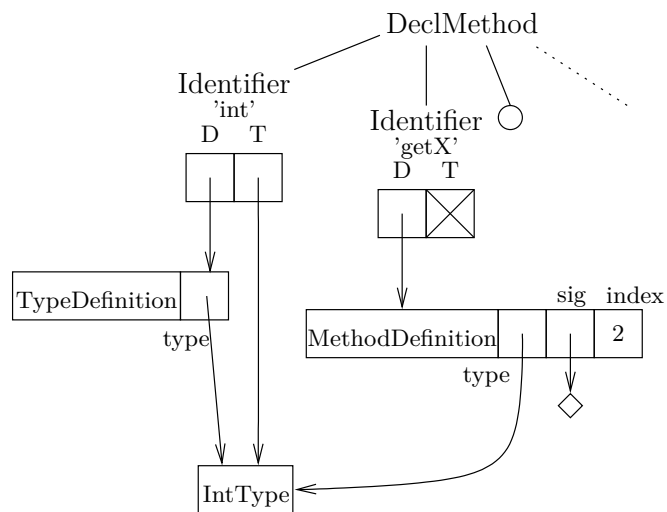 DeclMethod
Identifier
'int'
D T
Identifier
'getX'
D T
TypeDefinition
type
sig index
MethodDefinition 2
type
IntType